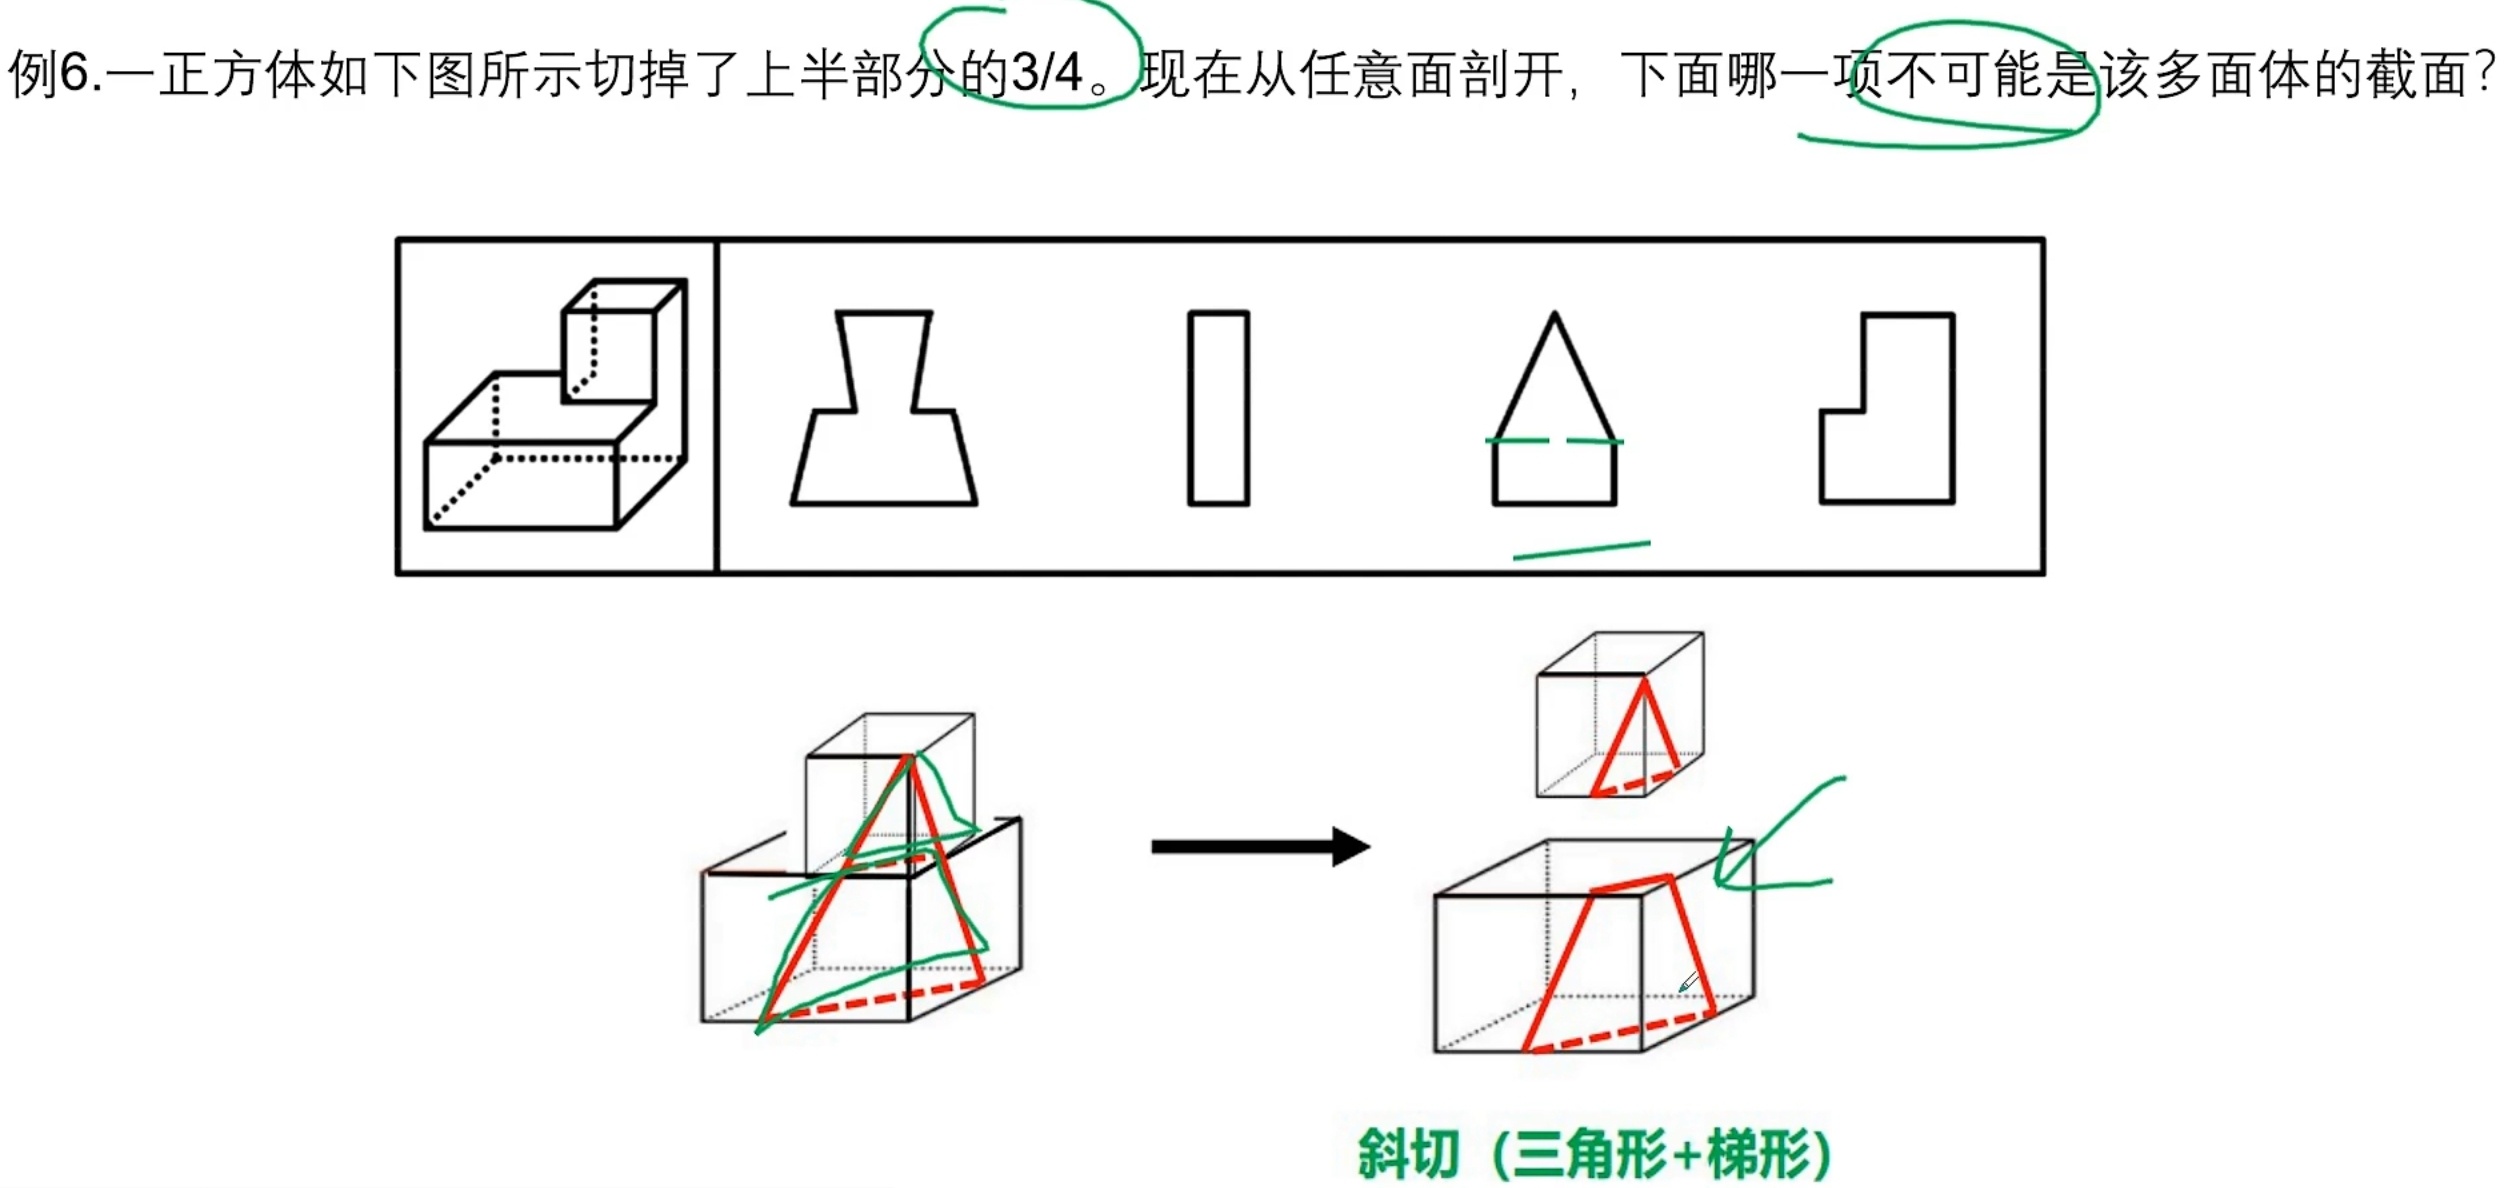 例6.一正方体如下图所示切掉了上半部分的3/4。现在从任意面剖开，下面哪一项不可能是该多面体的截面？
斜切（三角形+梯形）